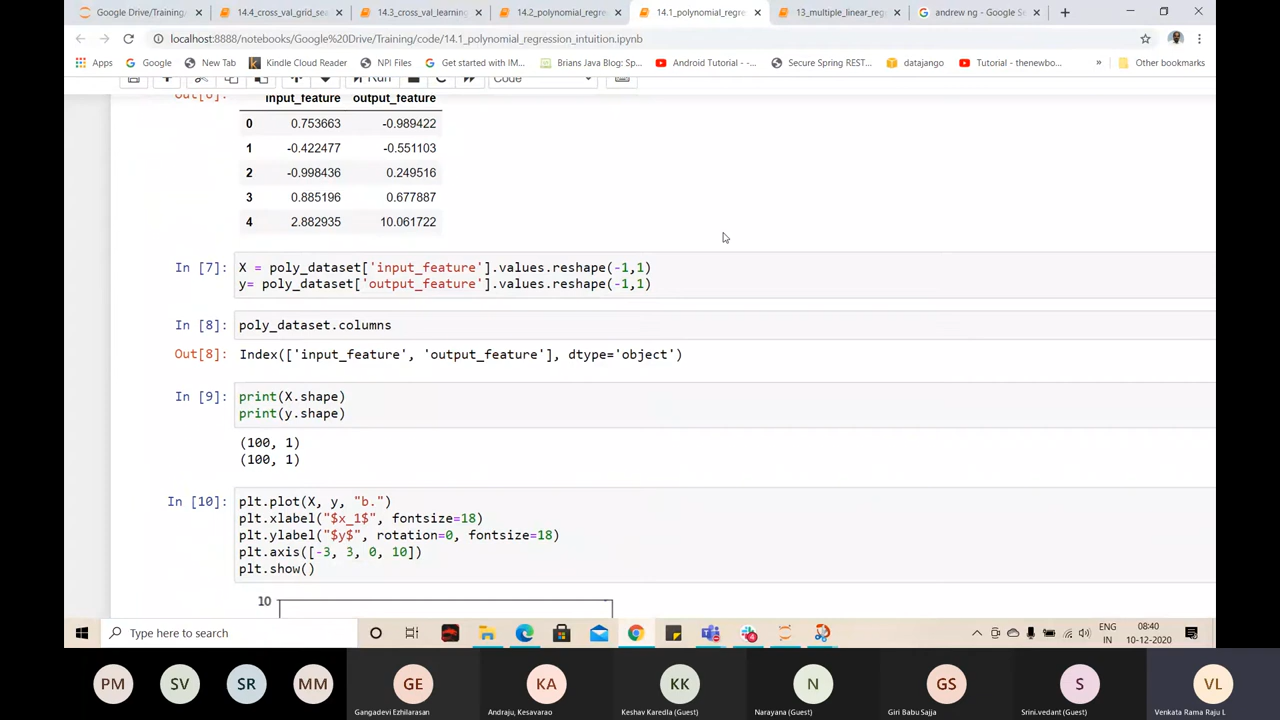 Google Drive/Training/
14.4_cross_val_grid_sea
14.3_cross_val_learning
14.2_polynomial_regre
14.1_polynomial_regre
13_multiple_linear_reg
andrew ng - Google Se
localhost:8888/notebooks/Google%20Drive/Training/code/14.1_polynomial_regression_intuition.ipynb
Apps
Google
New Tab
Kindle Cloud Reader
NPI Files
Get started with IM...
Brians Java Blog: Sp...
Android Tutorial - -...
Secure Spring REST...
datajango
Tutorial - thenewbo...
»
Other bookmarks
Run
Code
Out[6]:
input_feature output_feature
0 0.753663 -0.989422
1 -0.422477 -0.551103
2 -0.998436 0.249516
3 0.885196 0.677887
4 2.882935 10.061722
In [7]: X = poly_dataset['input_feature'].values.reshape(-1,1)
y= poly_dataset['output_feature'].values.reshape(-1,1)
In [8]: poly_dataset.columns
Out[8]: Index(['input_feature', 'output_feature'], dtype='object')
In [9]: print(X.shape)
print(y.shape)
(100, 1)
(100, 1)
In [10]: plt.plot(X, y, "b.")
plt.xlabel("$x_1$", fontsize=18)
plt.ylabel("$y$", rotation=0, fontsize=18)
plt.axis([-3, 3, 0, 10])
plt.show()
10
Type here to search
ENG
IN
08:40
10-12-2020
PM
SV
SR
MM
GE
KA
KK
N
GS
S
VL
Gangadevi Ezhilarasan
Andraju, Kesavarao
Keshav Karedla (Guest)
Narayana (Guest)
Giri Babu Sajja
Srini.vedant (Guest)
Venkata Rama Raju L